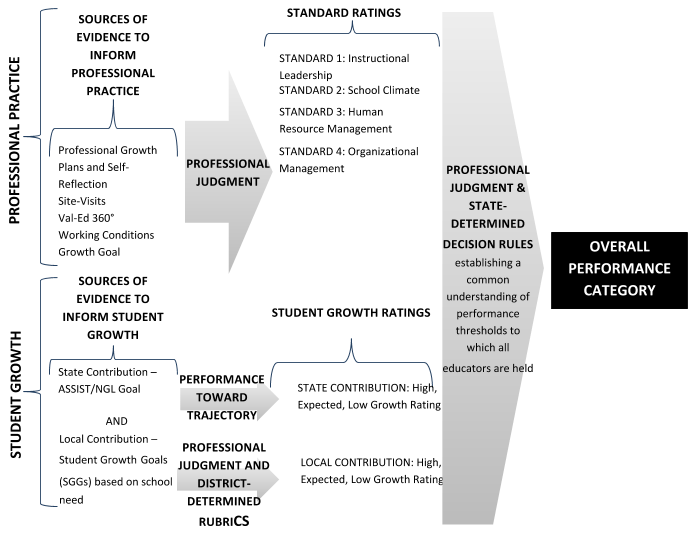 PROFESSIONAL PRACTICE
SOURCES OF
EVIDENCE TO
INFORM
PROFESSIONAL
PRACTICE
Professional Growth
Plans and Self-
Reflection
Site-Visits
Val-Ed 360°
Working Conditions
Growth Goal
PROFESSIONAL
JUDGMENT
STANDARD RATINGS
STANDARD 1: Instructional
Leadership
STANDARD 2: School Climate
STANDARD 3: Human
Resource Management
STANDARD 4: Organizational
Management
STUDENT GROWTH
SOURCES OF
EVIDENCE TO
INFORM STUDENT
GROWTH
State Contribution –
ASSIST/NGL Goal
AND
Local Contribution –
Student Growth Goals
(SGGs) based on school
need
PERFORMANCE
TOWARD
TRAJECTORY
PROFESSIONAL
JUDGMENT AND
DISTRICT-
DETERMINED
RUBRICS
STUDENT GROWTH RATINGS
STATE CONTRIBUTION: High,
Expected, Low Growth Rating
LOCAL CONTRIBUTION: High,
Expected, Low Growth Rating
PROFESSIONAL
JUDGMENT &
STATE-
DETERMINED
DECISION RULES
establishing a
common
understanding of
performance
thresholds to
which all
educators are held
OVERALL
PERFORMANCE
CATEGORY